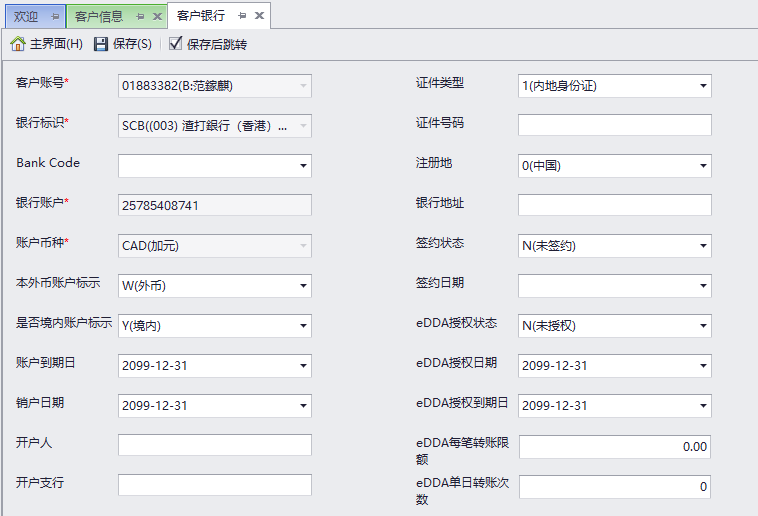 欢迎 客户信息 客户银行
主界面(H) 保存(S) 保存后跳转
客户账号* 01883382(B:范鎵麒) 证件类型 1(内地身份证)
银行标识* SCB((003) 渣打銀行（香港）... 证件号码
Bank Code 注册地 0(中国)
银行账户* 25785408741 银行地址
账户币种* CAD(加元) 签约状态 N(未签约)
本外币账户标示 W(外币) 签约日期
是否境内账户标示 Y(境内) eDDA授权状态 N(未授权)
账户到期日 2099-12-31 eDDA授权日期 2099-12-31
销户日期 2099-12-31 eDDA授权到期日 2099-12-31
开户人 eDDA每笔转账限 0.00
额
开户支行 eDDA单日转账次 0
数